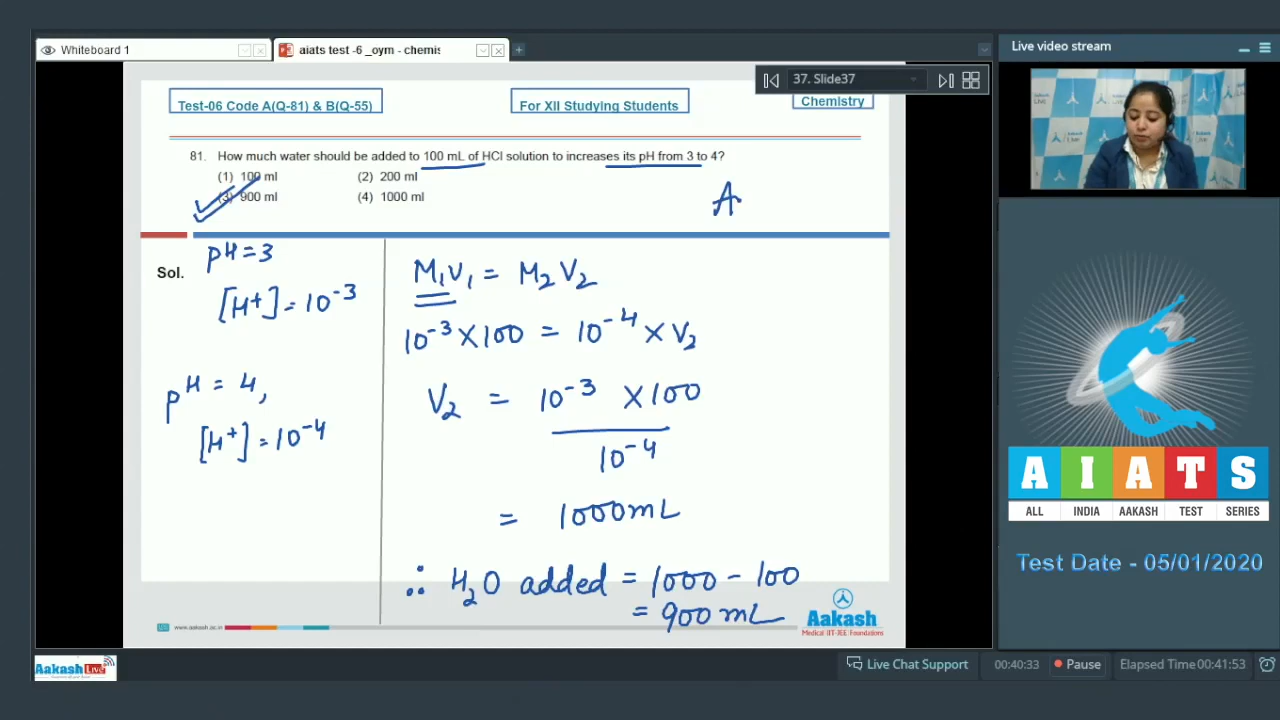 Whiteboard 1
aiats test -6 _oym - chemis
Live video stream
37. Slide37
Test-06 Code A(Q-81) & B(Q-55)
For XII Studying Students
Chemistry
81. How much water should be added to 100 mL of HCl solution to increases its pH from 3 to 4?
(1) 100 ml (2) 200 ml
(3) 900 ml (4) 1000 ml
A
Sol.
pH = 3
[H+] = 10⁻³
pH = 4,
[H+] = 10⁻⁴
M₁V₁ = M₂V₂
10⁻³ × 100 = 10⁻⁴ × V₂
V₂ = 10⁻³ × 100
10⁻⁴
= 1000 mL
∴ H₂O added = 1000 - 100
= 900 mL
www.aakash.ac.in
Aakash
Medical | IIT-JEE | Foundations
A I A T S
ALL INDIA AAKASH TEST SERIES
Test Date - 05/01/2020
Aakash Live
Live Chat Support
00:40:33
Pause
Elapsed Time 00:41:53